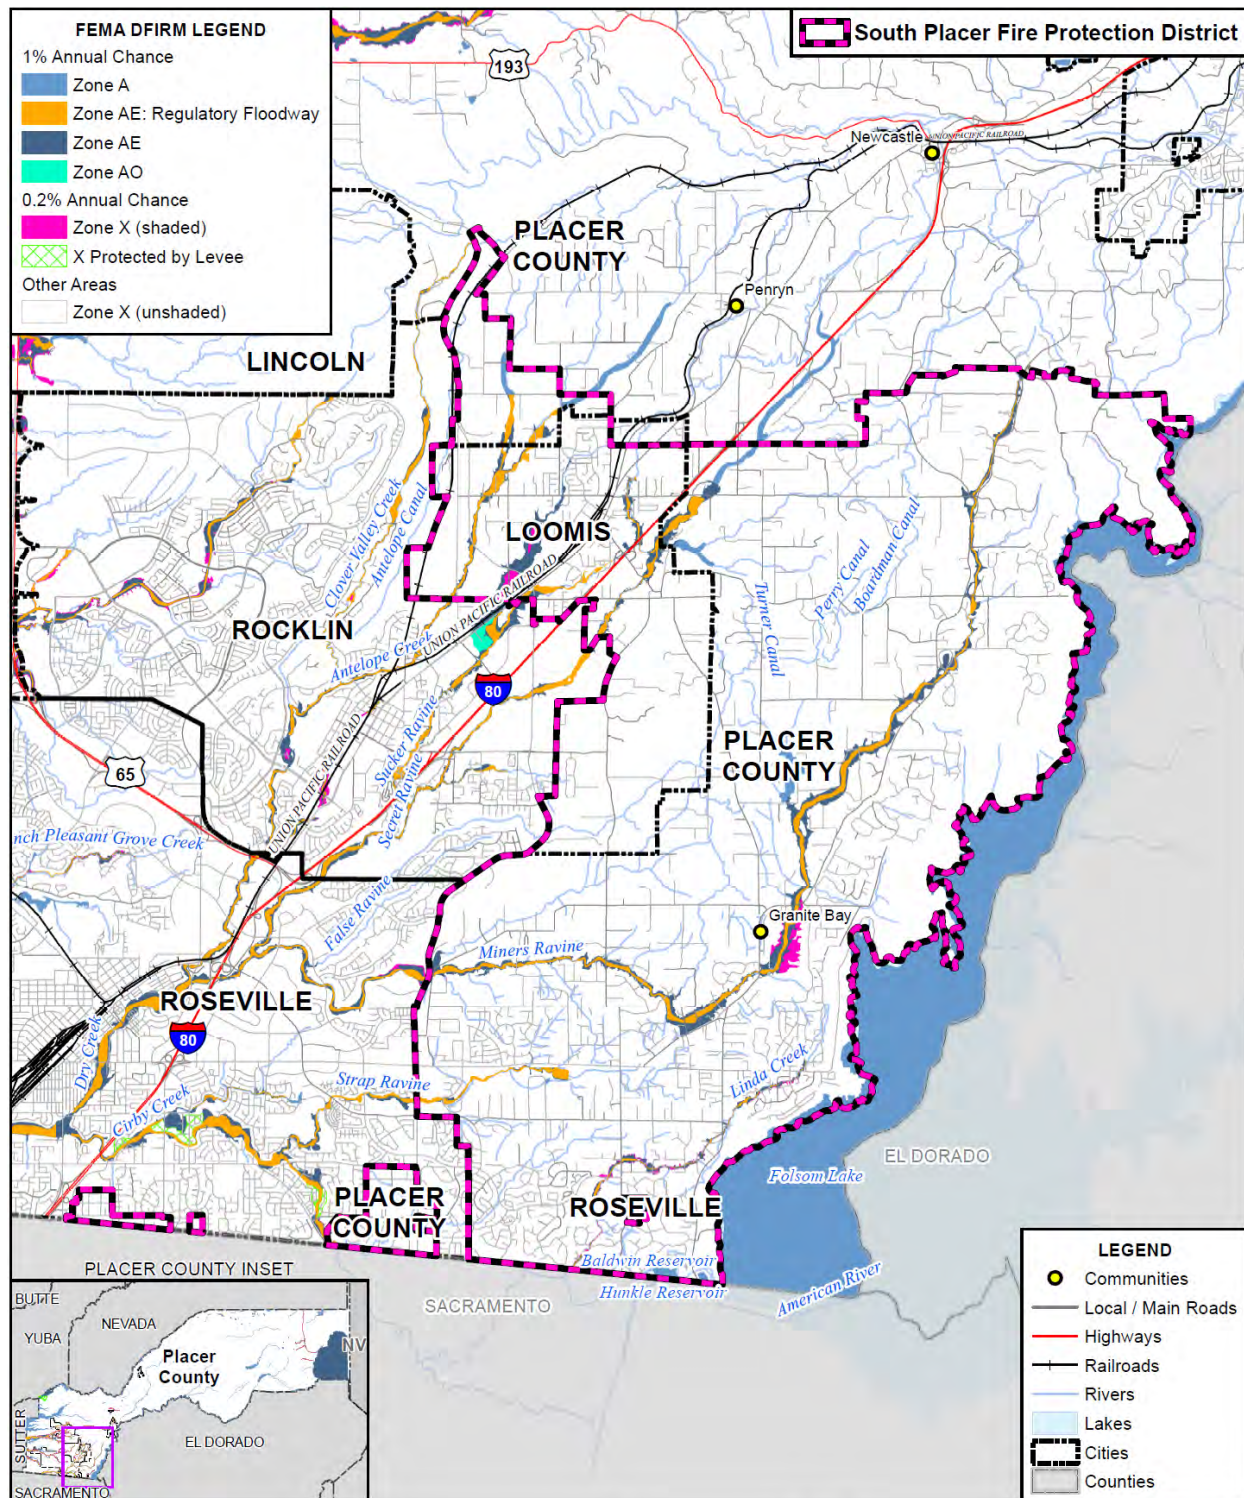 FEMA DFIRM LEGEND
1% Annual Chance
Zone A
Zone AE: Regulatory Floodway
Zone AE
Zone AO
0.2% Annual Chance
Zone X (shaded)
X Protected by Levee
Other Areas
Zone X (unshaded)
South Placer Fire Protection District
193
Newcastle
UNION PACIFIC RAILROAD
PLACER
COUNTY
Penryn
LINCOLN
Clover Valley Creek
Antelope Canal
LOOMIS
UNION PACIFIC RAILROAD
Perry Canal
Boardman Canal
Turner Canal
ROCKLIN
Antelope Creek
80
Sucker Ravine
Secret Ravine
UNION PACIFIC RAILROAD
65
PLACER
COUNTY
nch Pleasant Grove Creek
False Ravine
Granite Bay
Miners Ravine
ROSEVILLE
80
Dry Creek
Cirby Creek
Strap Ravine
Linda Creek
EL DORADO
Folsom Lake
PLACER
COUNTY
ROSEVILLE
Baldwin Reservoir
Hunkle Reservoir
American River
SACRAMENTO
PLACER COUNTY INSET
BUTTE
YUBA
NEVADA
NV
Placer
County
SUTTER
EL DORADO
SACRAMENTO
LEGEND
Communities
Local / Main Roads
Highways
Railroads
Rivers
Lakes
Cities
Counties